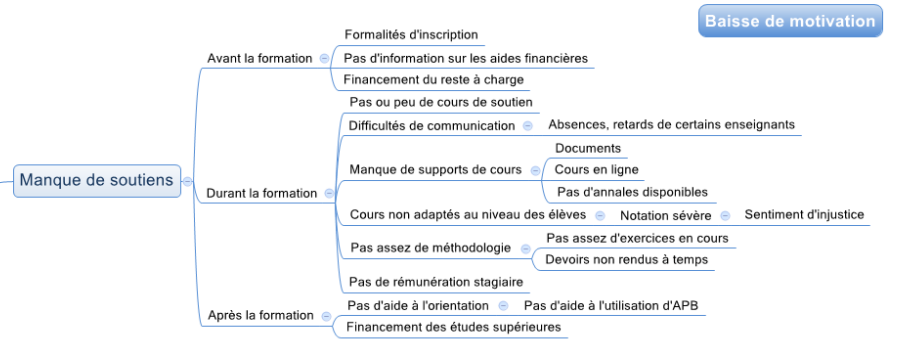 Baisse de motivation
Manque de soutiens
Avant la formation
Formalités d'inscription
Pas d'information sur les aides financières
Financement du reste à charge
Durant la formation
Pas ou peu de cours de soutien
Difficultés de communication
Absences, retards de certains enseignants
Manque de supports de cours
Documents
Cours en ligne
Pas d'annales disponibles
Cours non adaptés au niveau des élèves
Notation sévère
Sentiment d'injustice
Pas assez de méthodologie
Pas assez d'exercices en cours
Devoirs non rendus à temps
Pas de rémunération stagiaire
Après la formation
Pas d'aide à l'orientation
Pas d'aide à l'utilisation d'APB
Financement des études supérieures